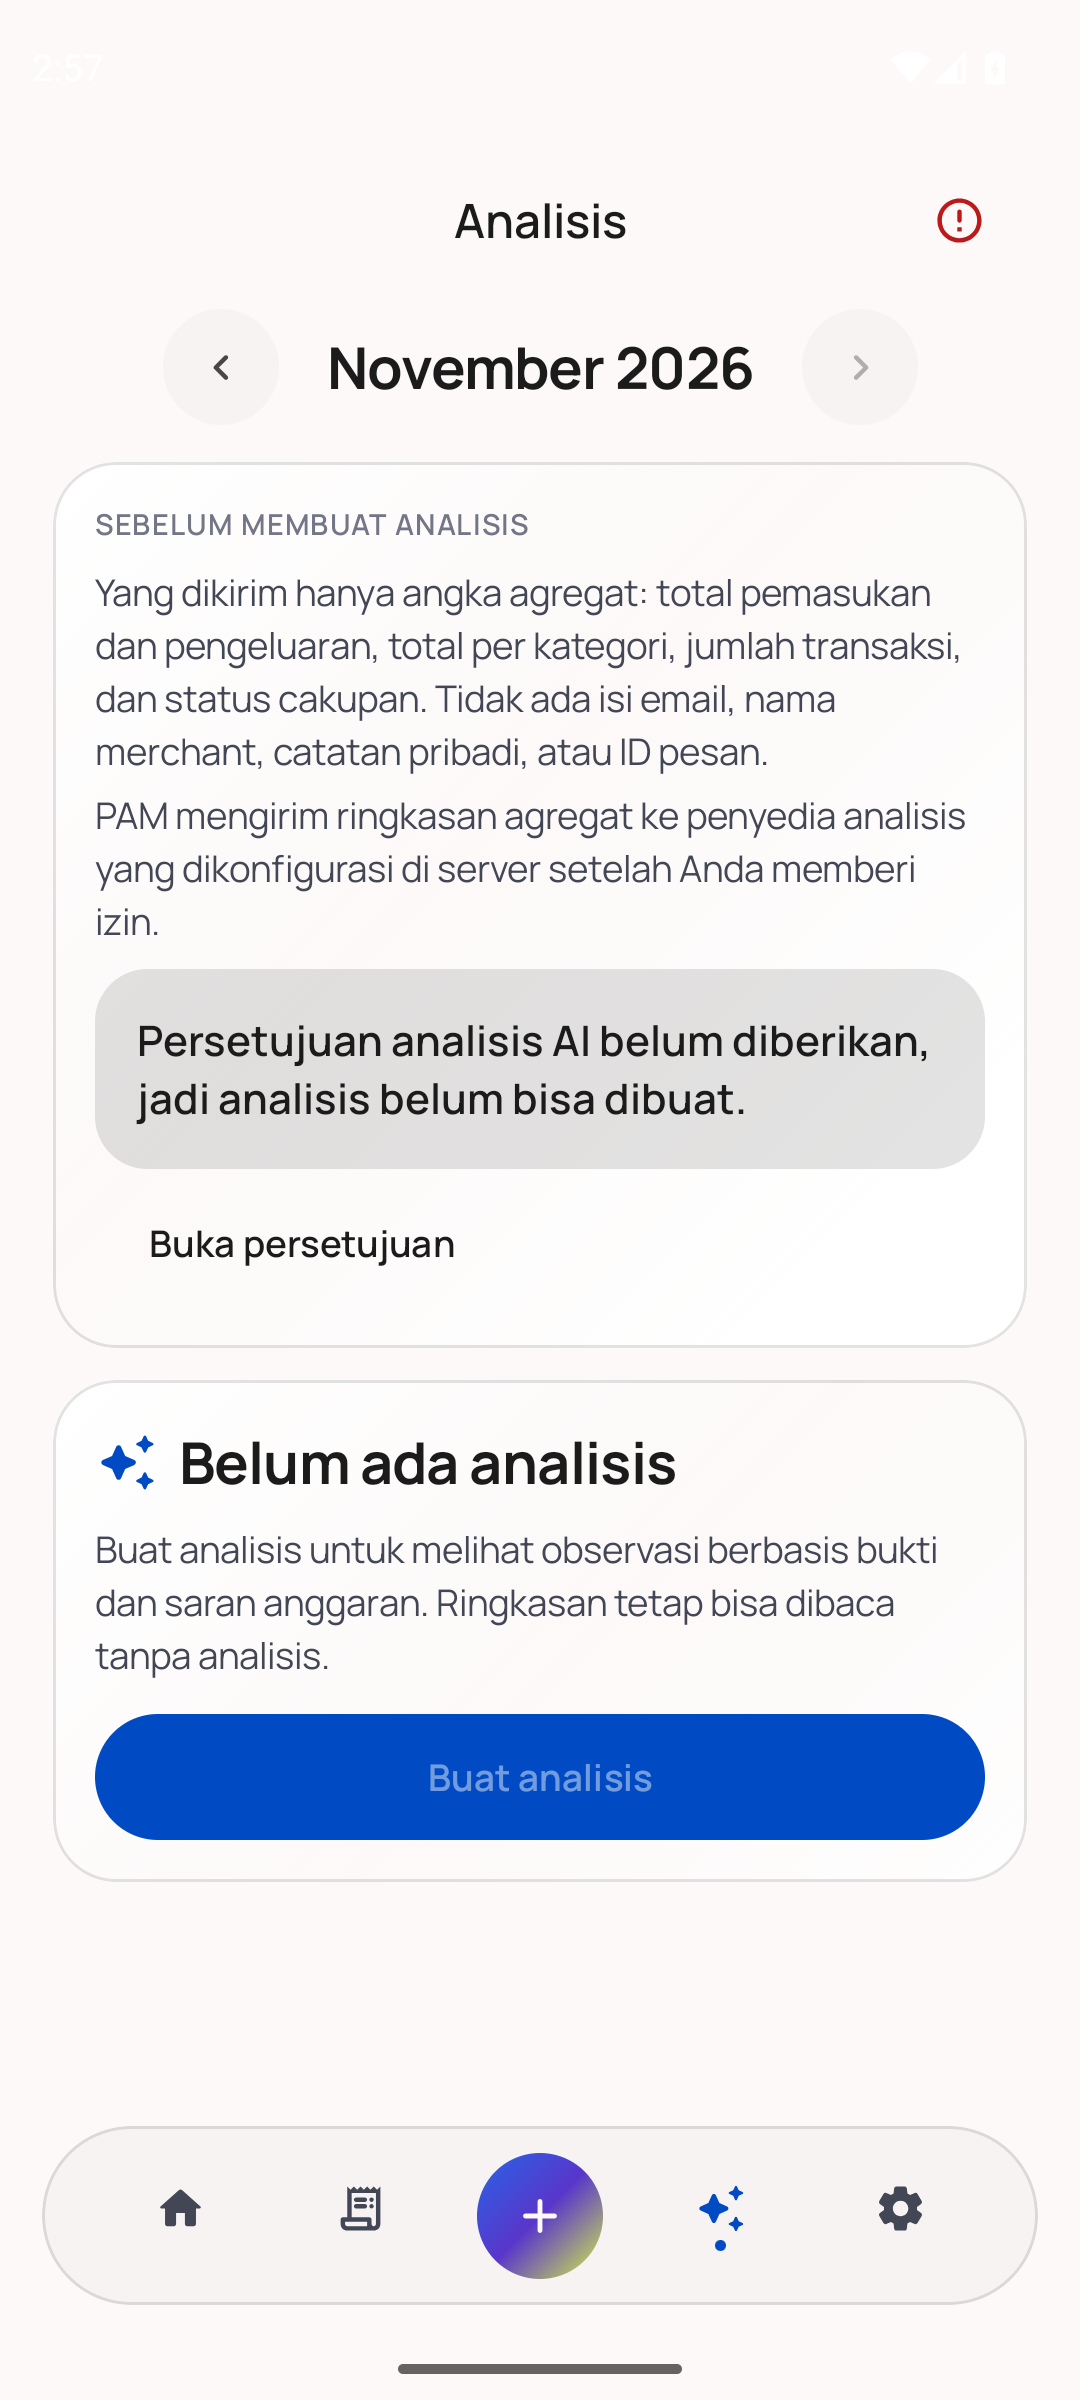 2:57
Analisis
November 2026
SEBELUM MEMBUAT ANALISIS
Yang dikirim hanya angka agregat: total pemasukan
dan pengeluaran, total per kategori, jumlah transaksi,
dan status cakupan. Tidak ada isi email, nama
merchant, catatan pribadi, atau ID pesan.
PAM mengirim ringkasan agregat ke penyedia analisis
yang dikonfigurasi di server setelah Anda memberi
izin.
Persetujuan analisis AI belum diberikan,
jadi analisis belum bisa dibuat.
Buka persetujuan
Belum ada analisis
Buat analisis untuk melihat observasi berbasis bukti
dan saran anggaran. Ringkasan tetap bisa dibaca
tanpa analisis.
Buat analisis